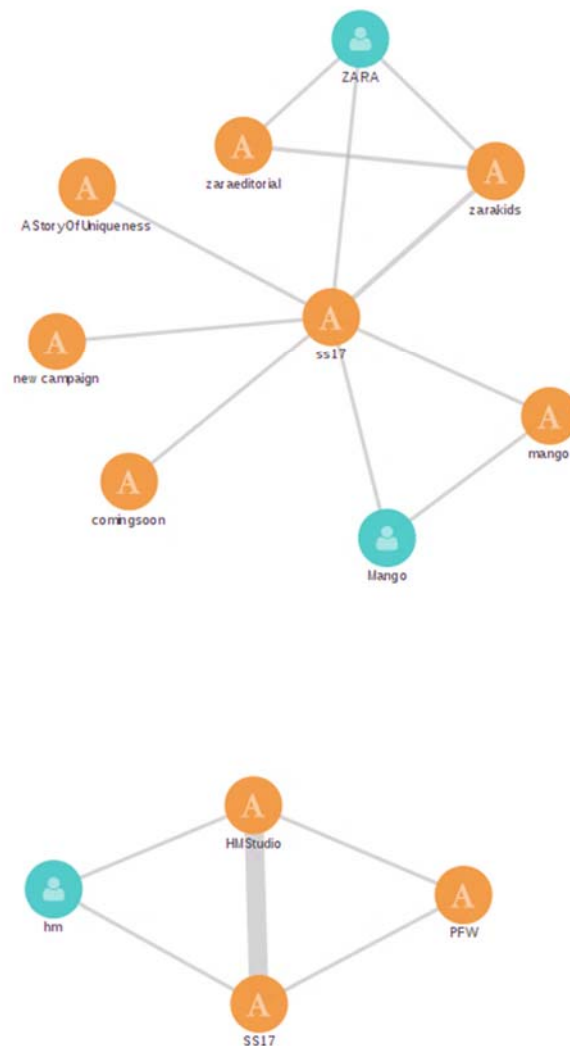 ZARA
A
zaraeditorial
A
zarakids
A
AStoryOfUniqueness
A
ss17
A
new campaign
A
mango
A
comingsoon
Mango
A
HMStudio
hm
A
PFW
A
SS17